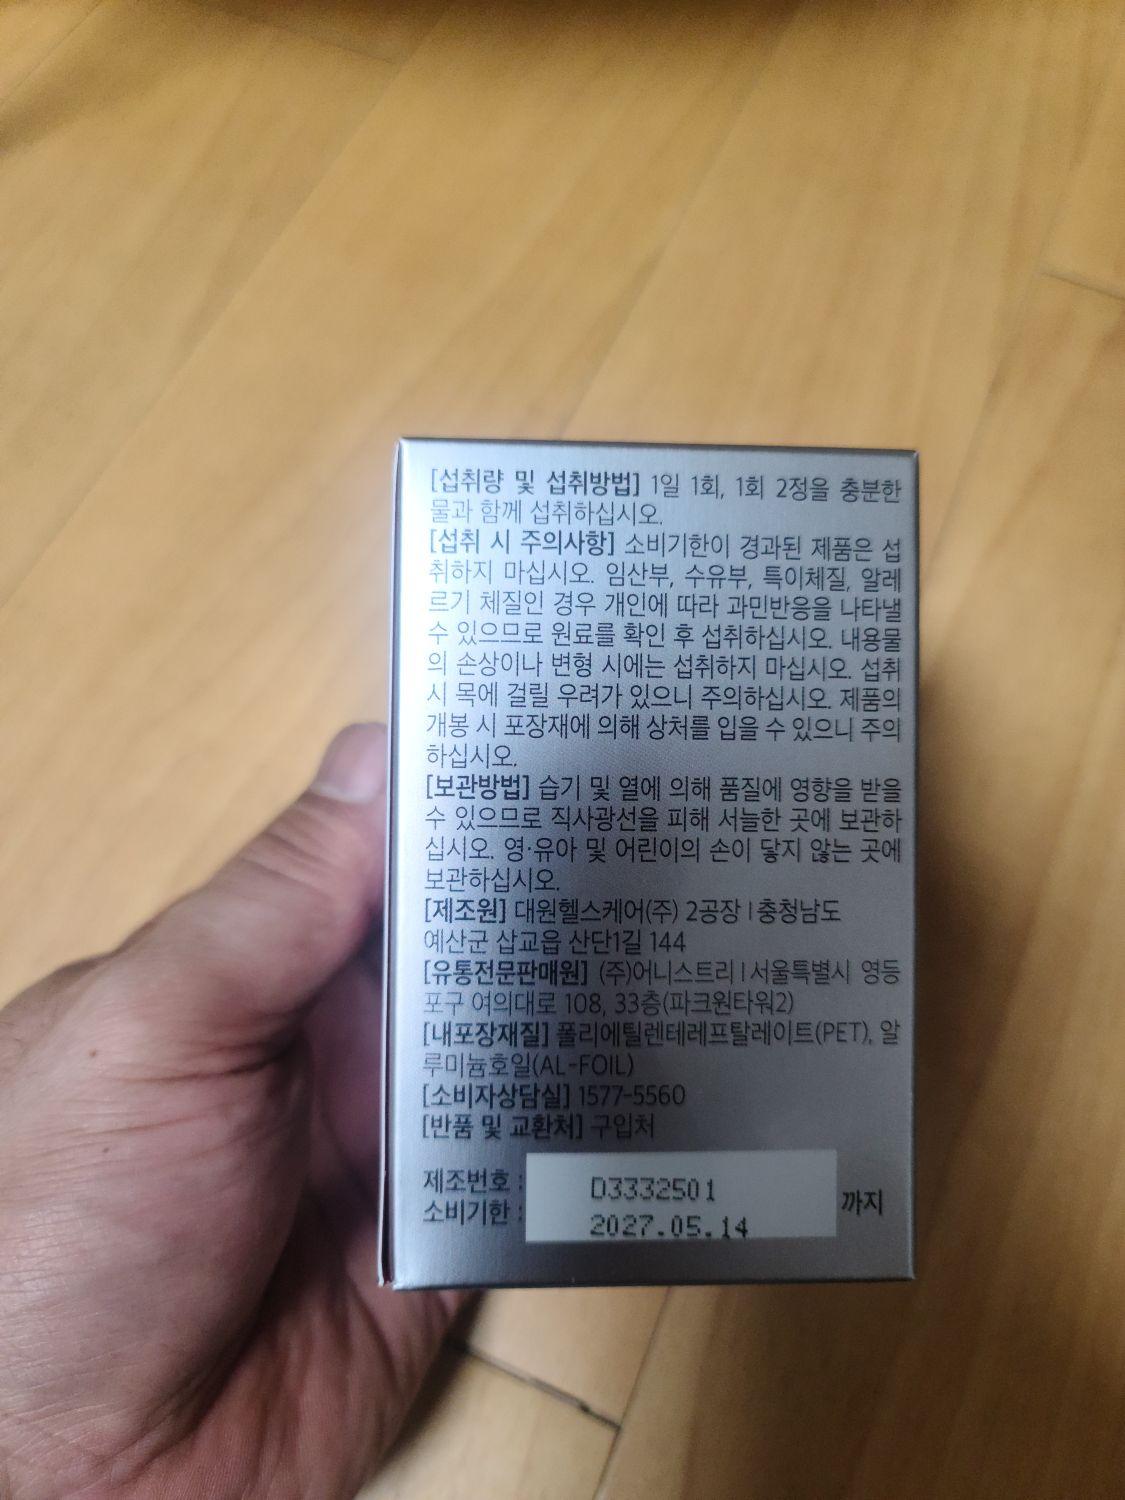 [섭취량 및 섭취방법] 1일 1회, 1회 2정을 충분한
물과 함께 섭취하십시오.
[섭취 시 주의사항] 소비기한이 경과된 제품은 섭
취하지 마십시오. 임산부, 수유부, 특이체질, 알레
르기 체질인 경우 개인에 따라 과민반응을 나타낼
수 있으므로 원료를 확인 후 섭취하십시오. 내용물
의 손상이나 변형 시에는 섭취하지 마십시오. 섭취
시 목에 걸릴 우려가 있으니 주의하십시오. 제품의
개봉 시 포장재에 의해 상처를 입을 수 있으니 주의
하십시오.
[보관방법] 습기 및 열에 의해 품질에 영향을 받을
수 있으므로 직사광선을 피해 서늘한 곳에 보관하
십시오. 영·유아 및 어린이의 손이 닿지 않는 곳에
보관하십시오.
[제조원] 대원헬스케어(주) 2공장 | 충청남도
예산군 삽교읍 산단1길 144
[유통전문판매원] (주)어니스트리 | 서울특별시 영등
포구 여의대로 108, 33층(파크원타워2)
[내포장재질] 폴리에틸렌테레프탈레이트(PET), 알
루미늄호일(AL-FOIL)
[소비자상담실] 1577-5560
[반품 및 교환처] 구입처
제조번호 : D3332501
소비기한 : 2027.05.14 까지